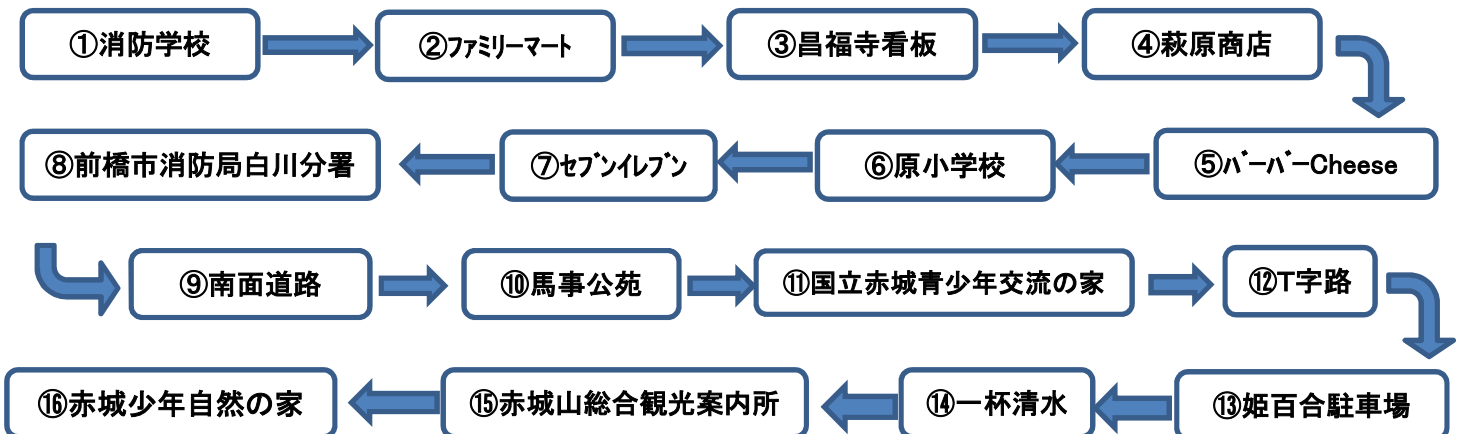 ①消防学校
②ﾌｧﾐﾘｰﾏｰﾄ
③昌福寺看板
④萩原商店
⑤ﾊﾞｰﾊﾞｰCheese
⑥原小学校
⑦ｾﾌﾞﾝｲﾚﾌﾞﾝ
⑧前橋市消防局白川分署
⑨南面道路
⑩馬事公苑
⑪国立赤城青少年交流の家
⑫T字路
⑬姫百合駐車場
⑭一杯清水
⑮赤城山総合観光案内所
⑯赤城少年自然の家